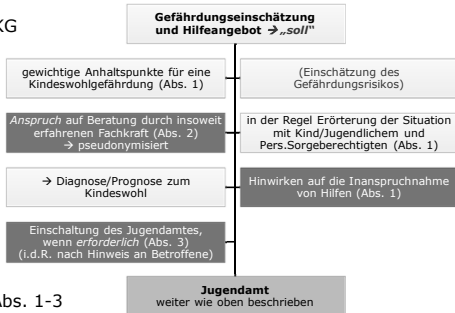 KG
Gefährdungseinschätzung
und Hilfeangebot → „soll"
gewichtige Anhaltspunkte für eine
Kindeswohlgefährdung (Abs. 1)
(Einschätzung des
Gefährdungsrisikos)
Anspruch auf Beratung durch insoweit
erfahrenen Fachkraft (Abs. 2)
→ pseudonymisiert
in der Regel Erörterung der Situation
mit Kind/Jugendlichem und
Pers.Sorgeberechtigten (Abs. 1)
→ Diagnose/Prognose zum
Kindeswohl
Hinwirken auf die Inanspruchnahme
von Hilfen (Abs. 1)
Einschaltung des Jugendamtes,
wenn erforderlich (Abs. 3)
(i.d.R. nach Hinweis an Betroffene)
Jugendamt
weiter wie oben beschrieben
Abs. 1-3